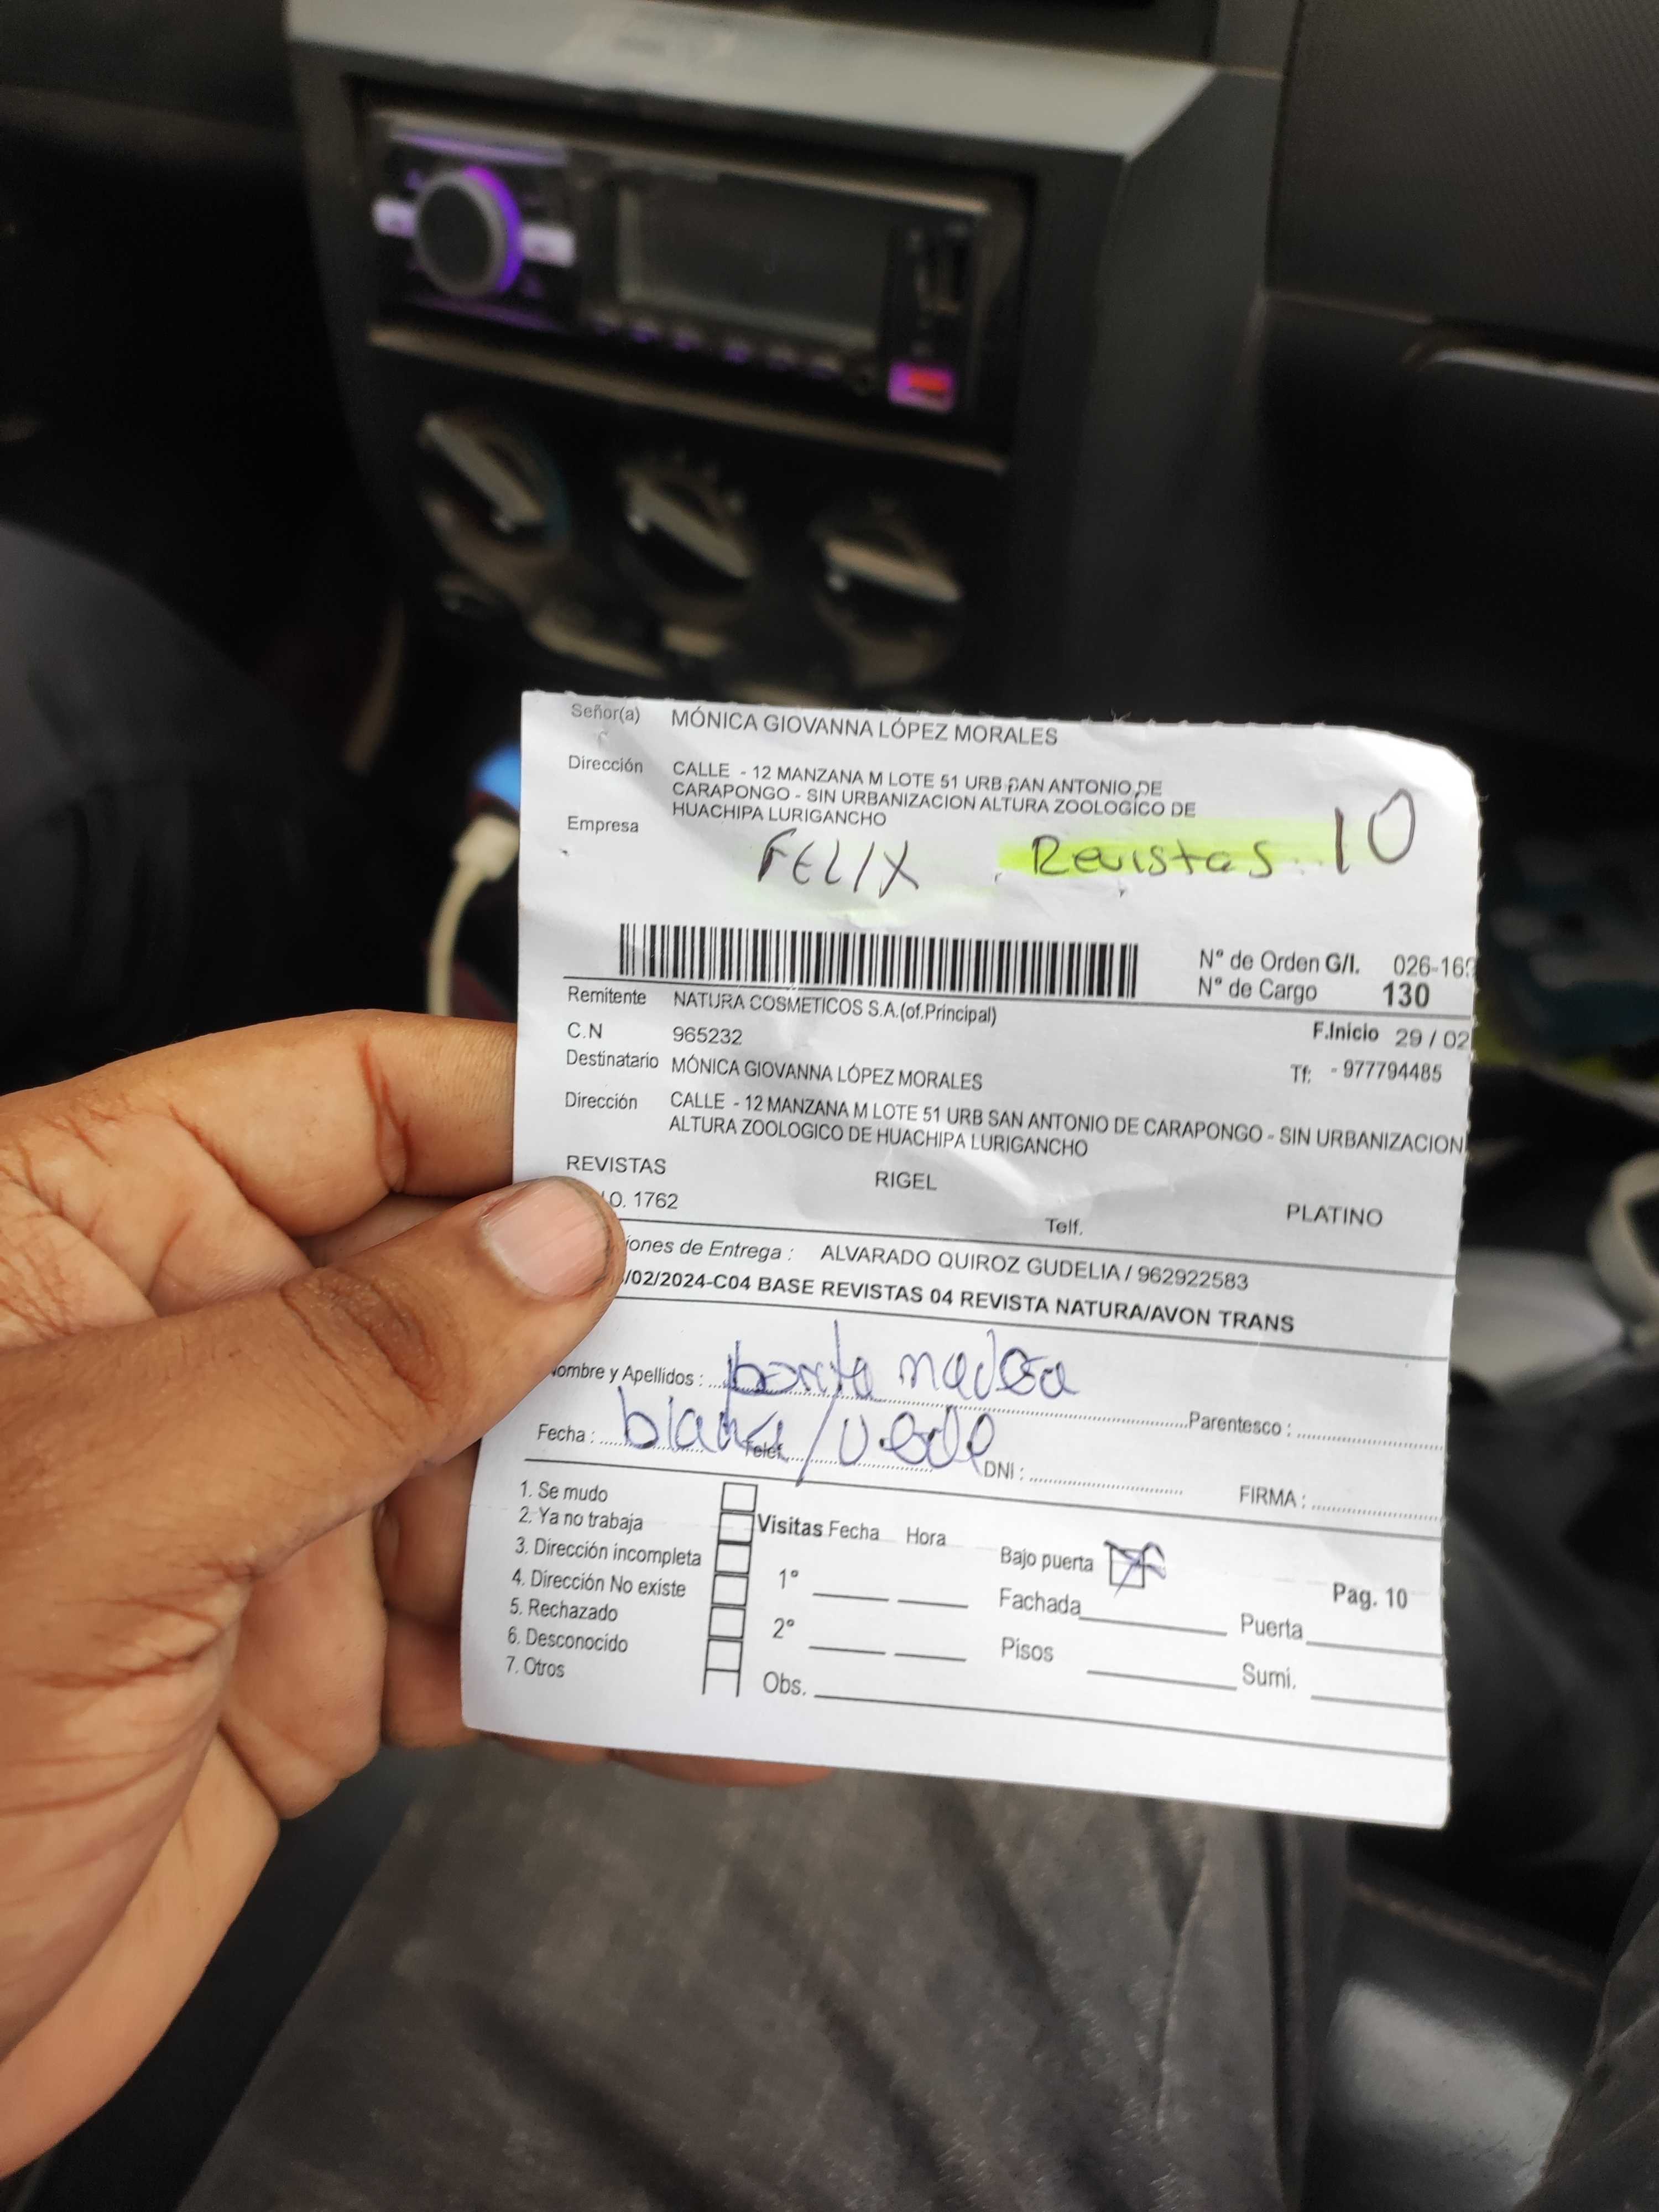 Señor(a) MÓNICA GIOVANNA LÓPEZ MORALES
Dirección CALLE - 12 MANZANA M LOTE 51 URB SAN ANTONIO DE
CARAPONGO - SIN URBANIZACION ALTURA ZOOLOGICO DE
HUACHIPA LURIGANCHO
Empresa
FELIX Revistas 10
N° de Orden G/I. 026-16
N° de Cargo 130
Remitente NATURA COSMETICOS S.A.(of.Principal)
C.N 965232 F.Inicio 29 / 02
Destinatario MÓNICA GIOVANNA LÓPEZ MORALES Tf: - 977794485
Dirección CALLE - 12 MANZANA M LOTE 51 URB SAN ANTONIO DE CARAPONGO - SIN URBANIZACION
ALTURA ZOOLOGICO DE HUACHIPA LURIGANCHO
REVISTAS RIGEL PLATINO
O. 1762 Telf.
iones de Entrega : ALVARADO QUIROZ GUDELIA / 962922583
/02/2024-C04 BASE REVISTAS 04 REVISTA NATURA/AVON TRANS
ombre y Apellidos : madera Parentesco :
Fecha : Telef. DNI : FIRMA :
1. Se mudo
2. Ya no trabaja
3. Dirección incompleta
4. Dirección No existe
5. Rechazado
6. Desconocido
7. Otros
Visitas Fecha Hora
1°
2°
Obs.
Bajo puerta
Fachada Puerta
Pisos Sumi.
Pag. 10